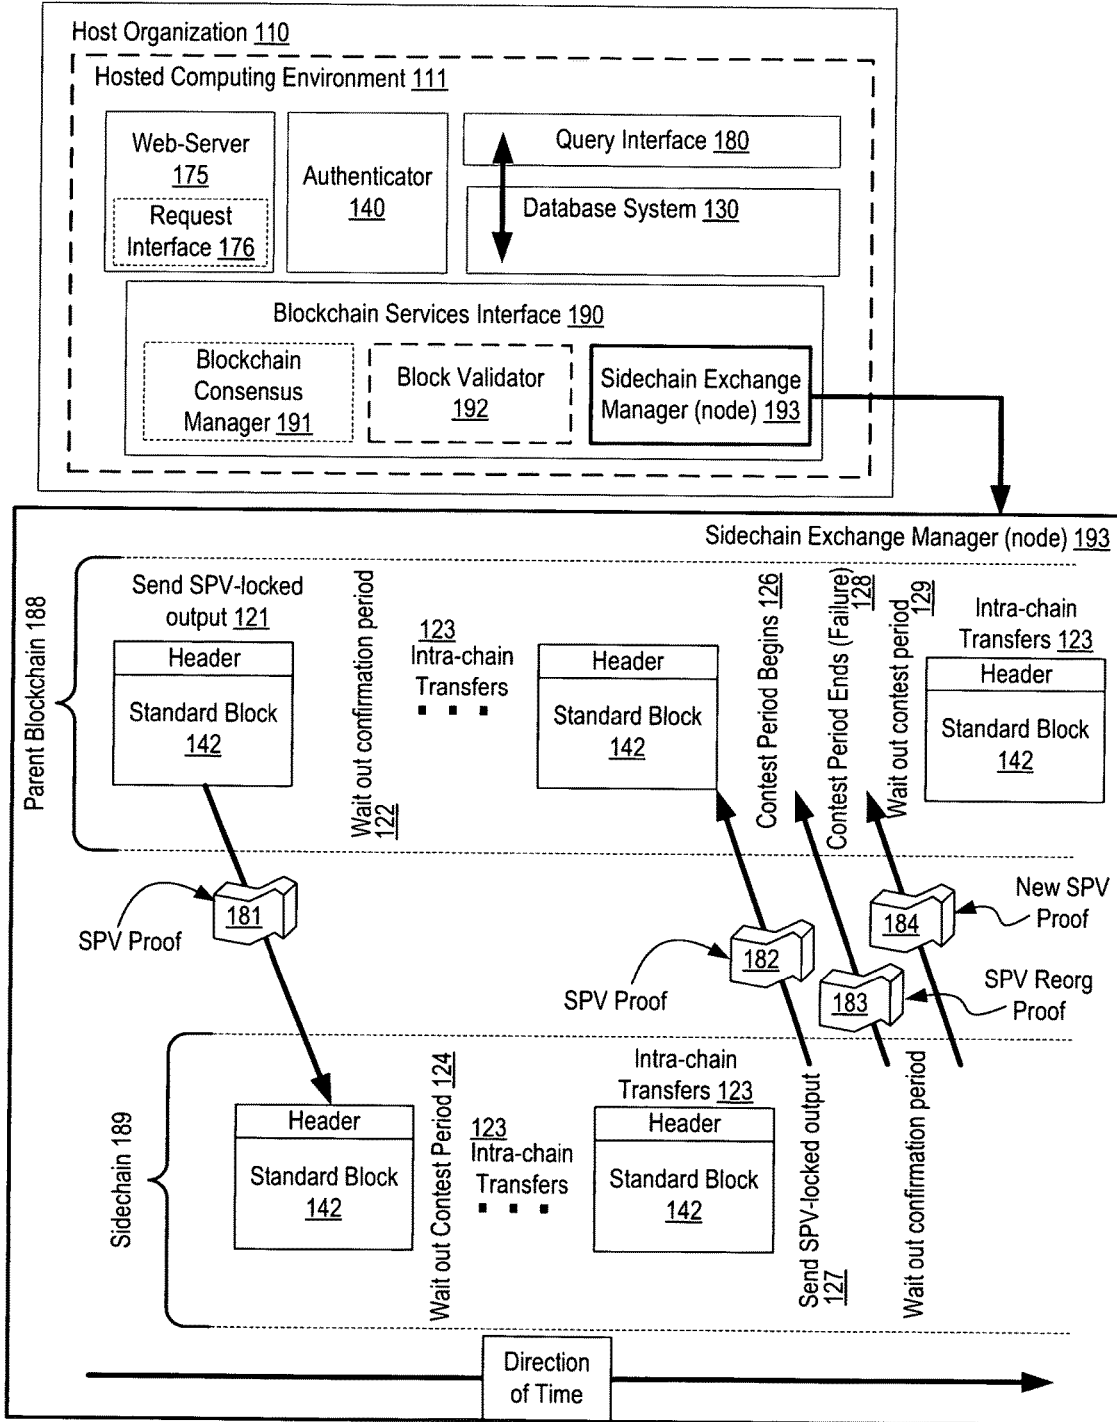 Host Organization 110
Hosted Computing Environment 111
Web-Server
175
Request
Interface 176
Authenticator
140
Query Interface 180
Database System 130
Blockchain Services Interface 190
Blockchain
Consensus
Manager 191
Block Validator
192
Sidechain Exchange
Manager (node) 193
Sidechain Exchange Manager (node) 193
Parent Blockchain 188
Send SPV-locked
output 121
Header
Standard Block
142
Wait out confirmation period
122
123
Intra-chain
Transfers
Header
Standard Block
142
Contest Period Begins 126
Contest Period Ends (Failure)
128
Wait out contest period
129
Intra-chain
Transfers 123
Header
Standard Block
142
181
SPV Proof
182
SPV Proof
183
SPV Reorg
Proof
184
New SPV
Proof
Sidechain 189
Header
Standard Block
142
Wait out Contest Period 124
123
Intra-chain
Transfers
Intra-chain
Transfers 123
Header
Standard Block
142
Send SPV-locked output
127
Wait out confirmation period
Direction
of Time